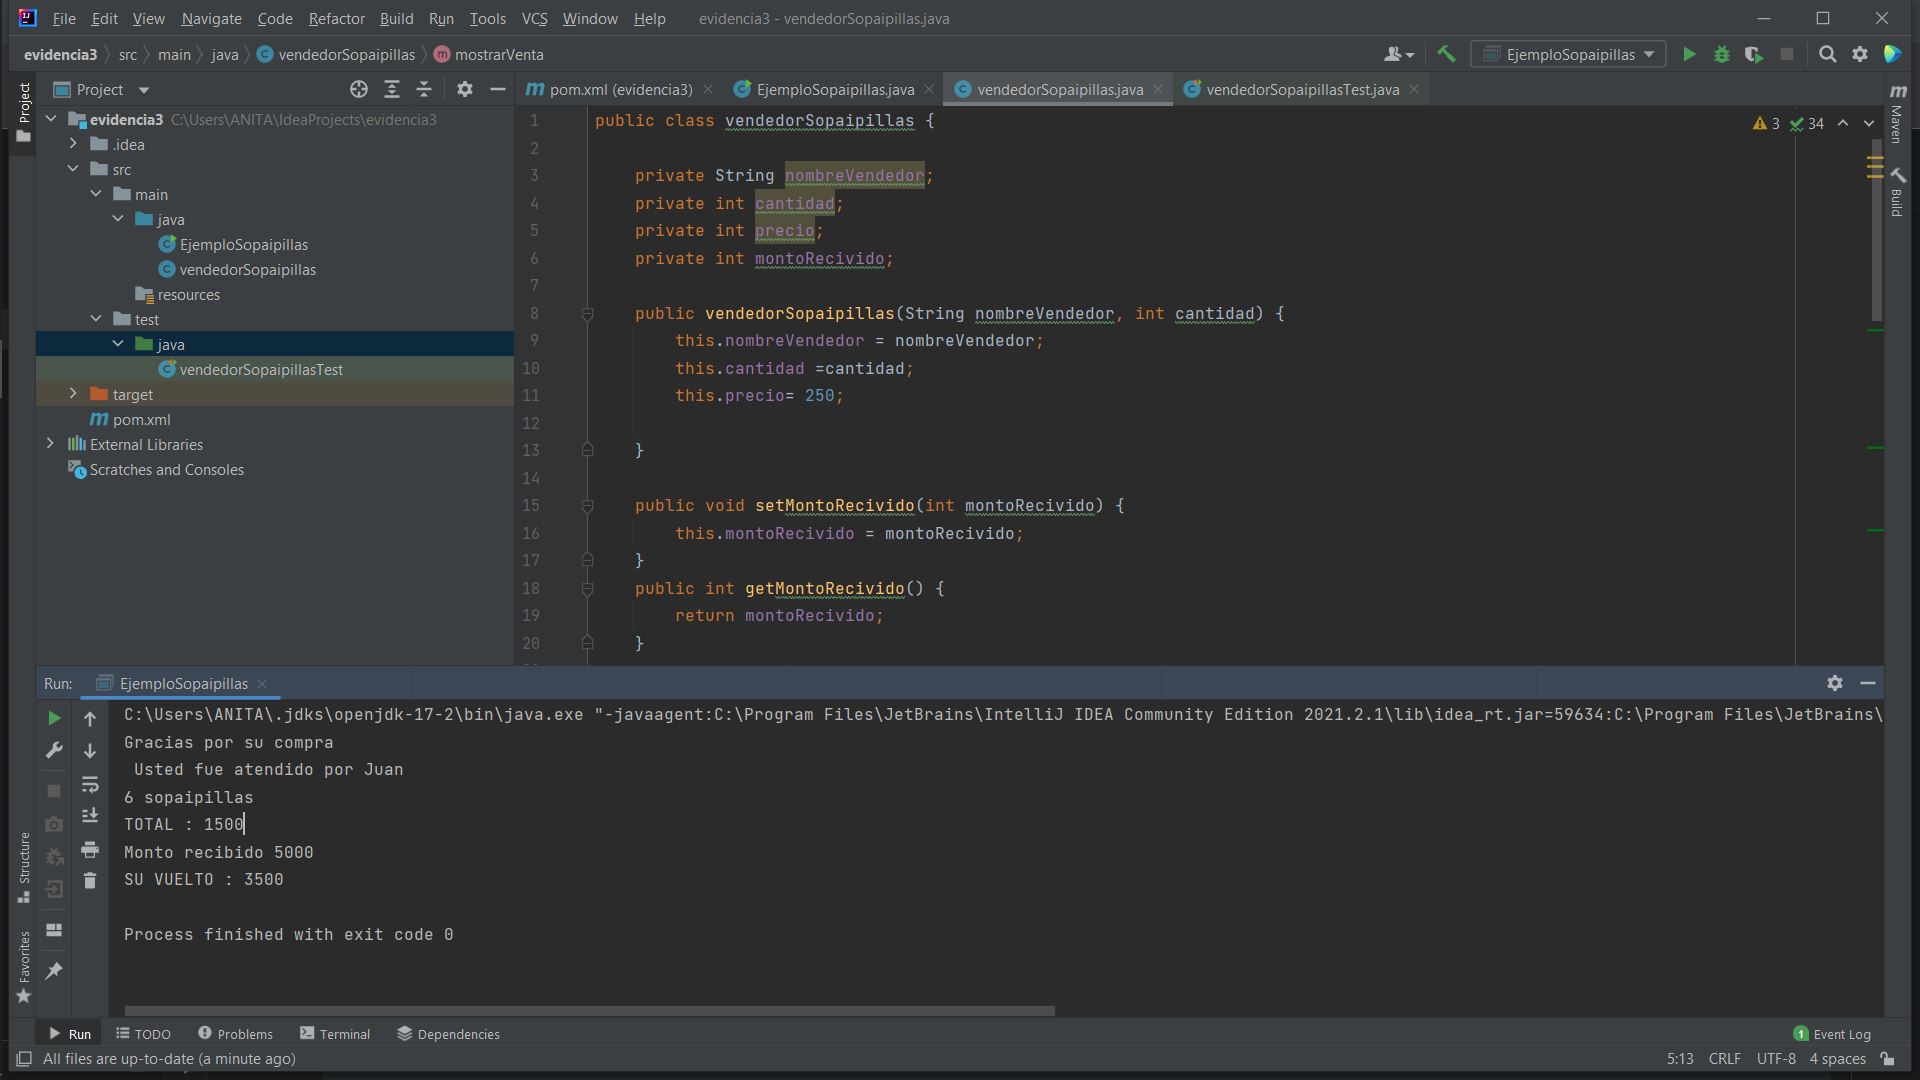 File Edit View Navigate Code Refactor Build Run Tools VCS Window Help evidencia3 - vendedorSopaipillas.java
evidencia3 src main java vendedorSopaipillas mostrarVenta EjemploSopaipillas
Project
pom.xml (evidencia3) EjemploSopaipillas.java vendedorSopaipillas.java vendedorSopaipillasTest.java
Project
evidencia3 C:\Users\ANITA\IdeaProjects\evidencia3
.idea
src
main
java
EjemploSopaipillas
vendedorSopaipillas
resources
test
java
vendedorSopaipillasTest
target
pom.xml
External Libraries
Scratches and Consoles
1 public class vendedorSopaipillas {
2
3 private String nombreVendedor;
4 private int cantidad;
5 private int precio;
6 private int montoRecivido;
7
8 public vendedorSopaipillas(String nombreVendedor, int cantidad) {
9 this.nombreVendedor = nombreVendedor;
10 this.cantidad =cantidad;
11 this.precio= 250;
12
13 }
14
15 public void setMontoRecivido(int montoRecivido) {
16 this.montoRecivido = montoRecivido;
17 }
18 public int getMontoRecivido() {
19 return montoRecivido;
20 }
3 34
Maven
Build
Run: EjemploSopaipillas
C:\Users\ANITA\.jdks\openjdk-17-2\bin\java.exe "-javaagent:C:\Program Files\JetBrains\IntelliJ IDEA Community Edition 2021.2.1\lib\idea_rt.jar=59634:C:\Program Files\JetBrains\
Gracias por su compra
Usted fue atendido por Juan
6 sopaipillas
TOTAL : 1500
Monto recibido 5000
SU VUELTO : 3500
Process finished with exit code 0
Structure
Favorites
Run TODO Problems Terminal Dependencies 1 Event Log
All files are up-to-date (a minute ago) 5:13 CRLF UTF-8 4 spaces